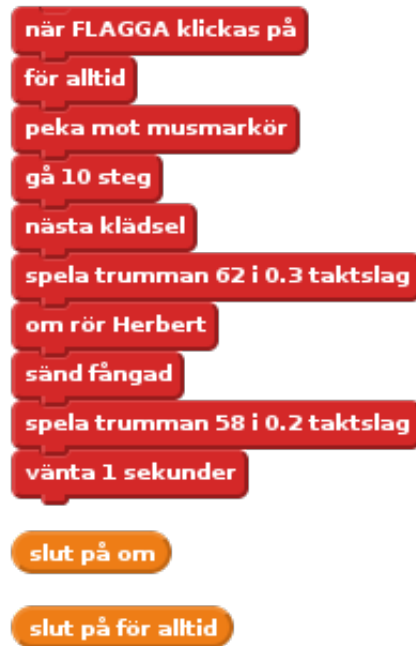 när FLAGGA klickas på
för alltid
peka mot musmarkör
gå 10 steg
nästa klädsel
spela trumman 62 i 0.3 taktslag
om rör Herbert
sänd fångad
spela trumman 58 i 0.2 taktslag
vänta 1 sekunder
slut på om
slut på för alltid